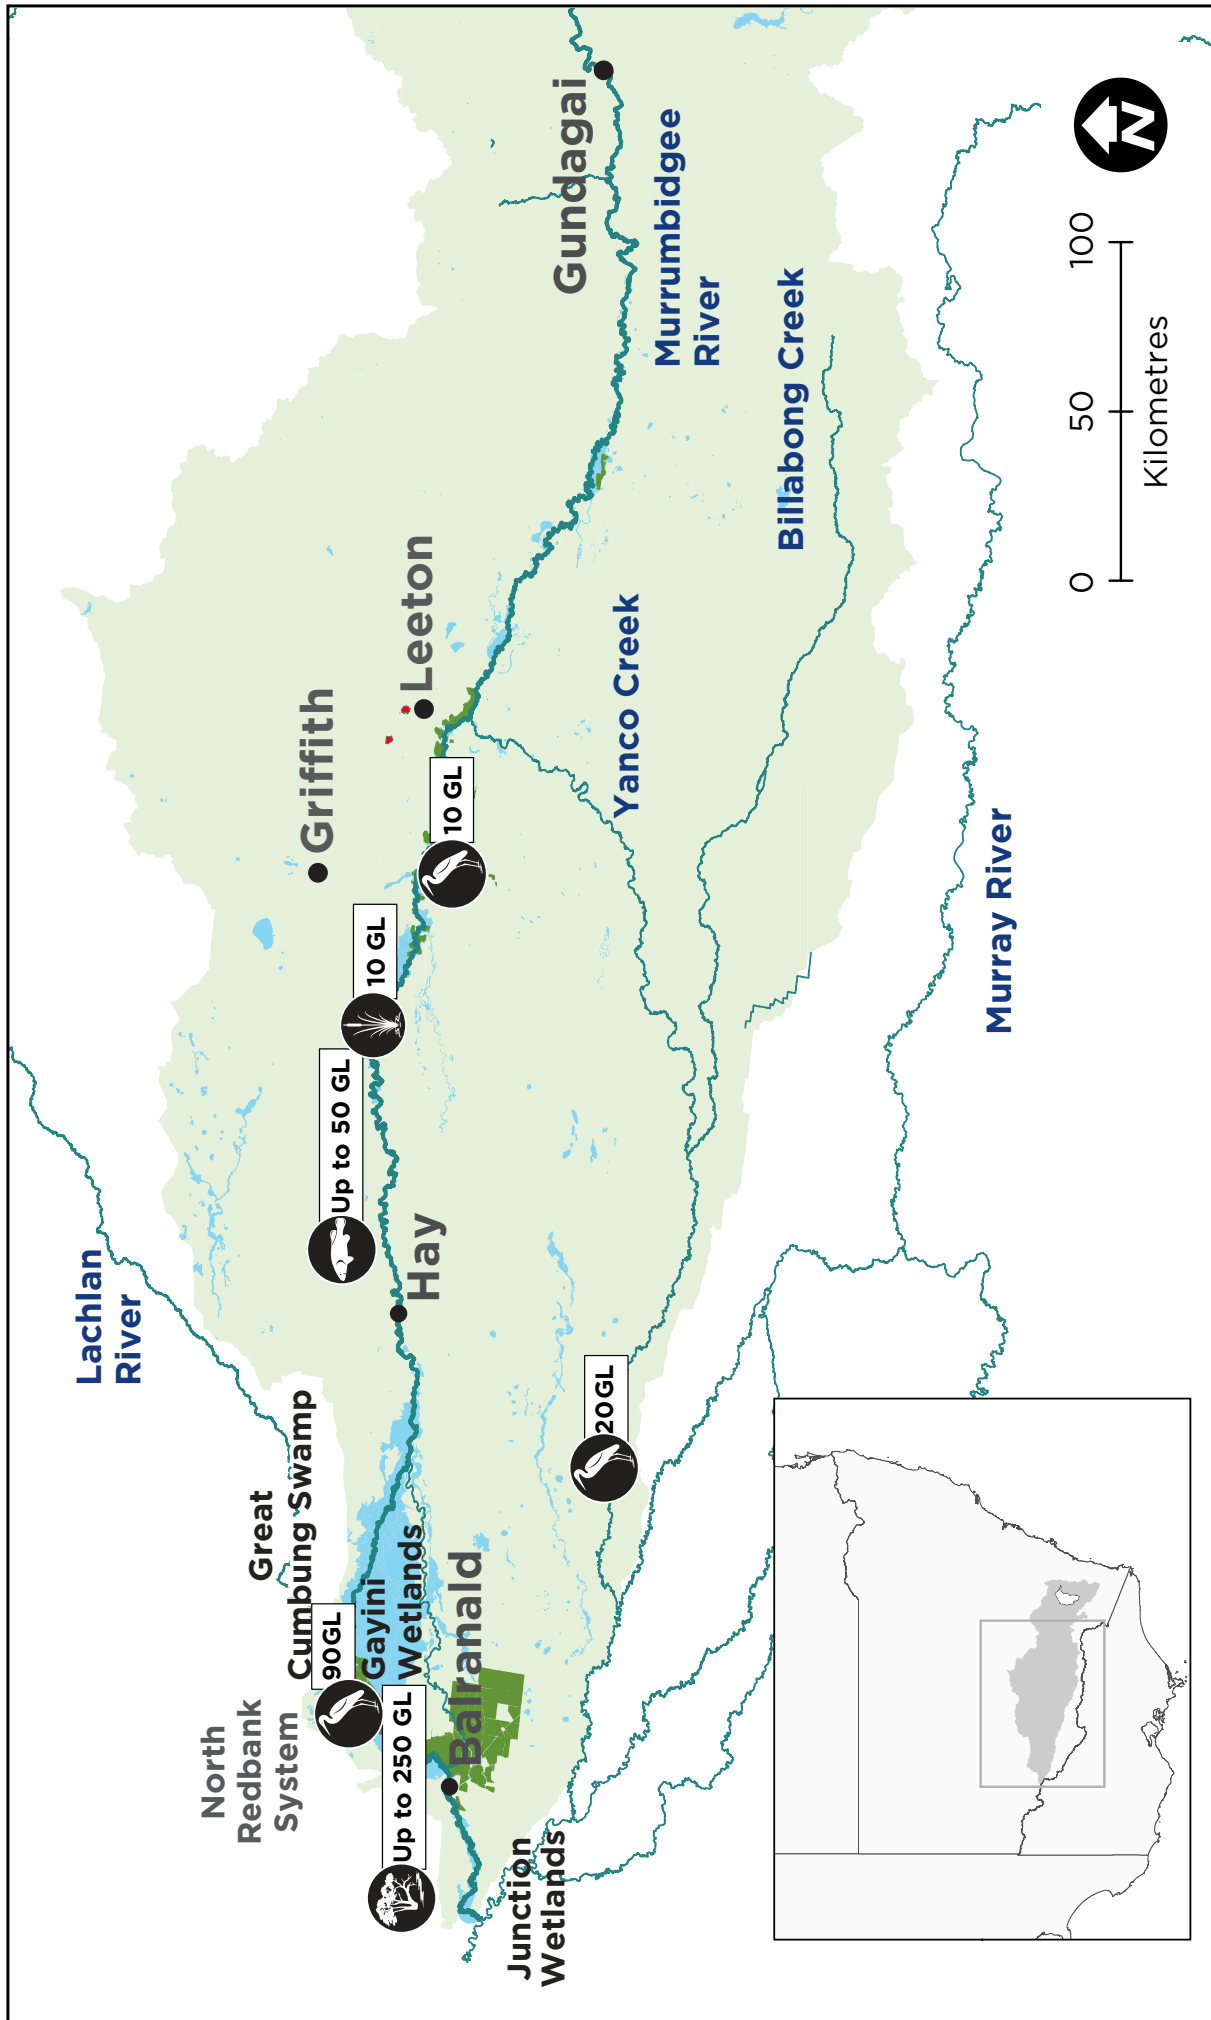 Lachlan
River
Great
Cumbung Swamp
North
Redbank
System
90GL
Gayini
Wetlands
Up to 250 GL
Balranald
Junction
Wetlands
Up to 50 GL
Hay
10 GL
Griffith
10 GL
Leeton
20GL
Yanco Creek
Billabong Creek
Murrumbidgee
River
Gundagai
Murray River
0
50
100
Kilometres
N